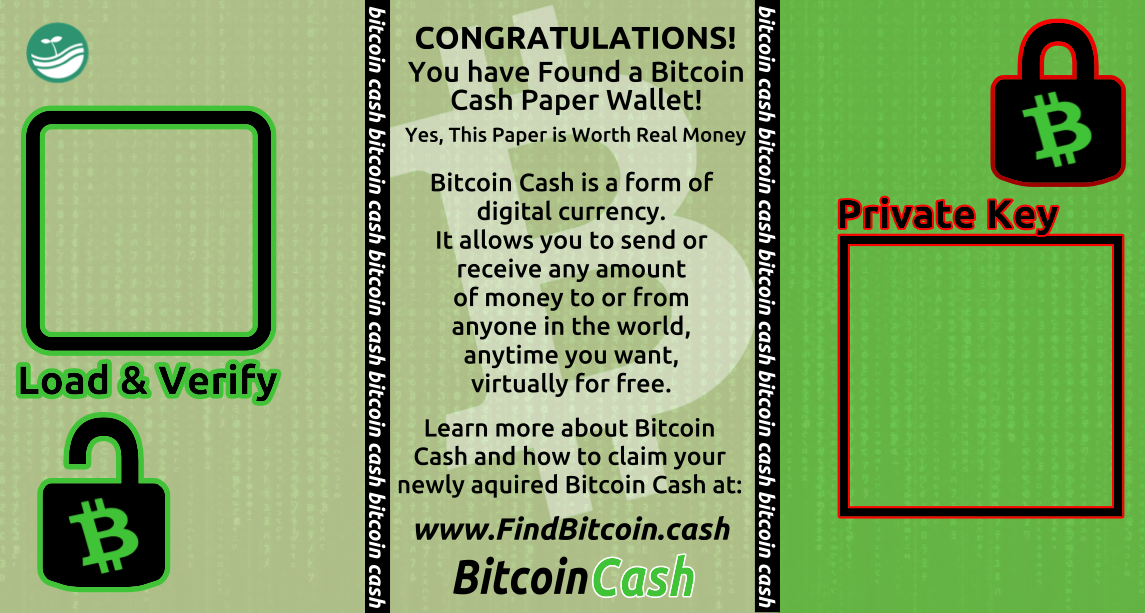 Load & Verify
bitcoin cash bitcoin cash bitcoin cash bitcoin cash bitcoin cash
CONGRATULATIONS!
You have Found a Bitcoin
Cash Paper Wallet!
Yes, This Paper is Worth Real Money
Bitcoin Cash is a form of
digital currency.
It allows you to send or
receive any amount
of money to or from
anyone in the world,
anytime you want,
virtually for free.
Learn more about Bitcoin
Cash and how to claim your
newly aquired Bitcoin Cash at:
www.FindBitcoin.cash
BitcoinCash
bitcoin cash bitcoin cash bitcoin cash bitcoin cash bitcoin cash
Private Key